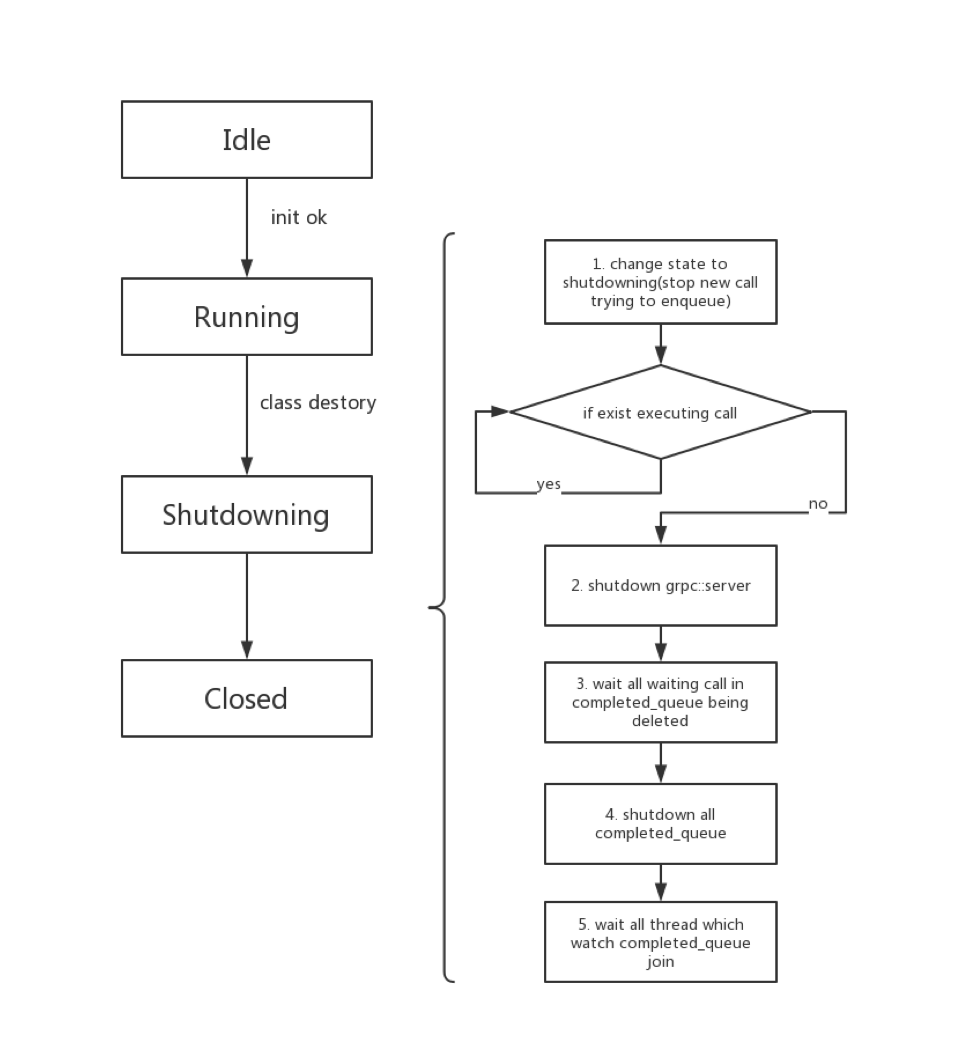 Idle
init ok
Running
class destory
Shutdowning
Closed
1. change state to
shutdowning(stop new call
trying to enqueue)
if exist executing call
yes
no
2. shutdown grpc::server
3. wait all waiting call in
completed_queue being
deleted
4. shutdown all
completed_queue
5. wait all thread which
watch completed_queue
join